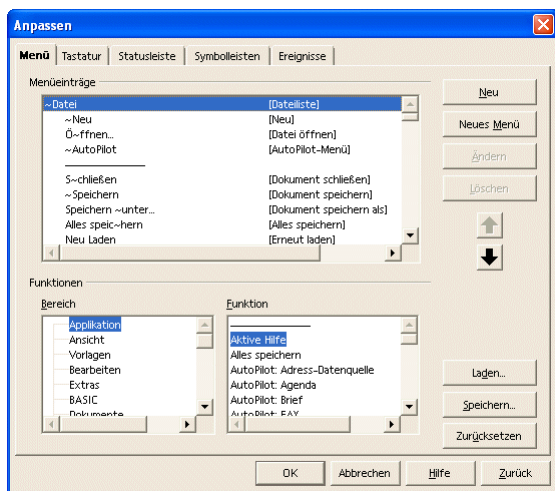 Anpassen
Menü Tastatur Statusleiste Symbolleisten Ereignisse
Menüeinträge
~Datei [Dateiliste]
~Neu [Neu]
Ö~ffnen... [Datei öffnen]
~AutoPilot [AutoPilot-Menü]
S~chließen [Dokument schließen]
~Speichern [Dokument speichern]
Speichern ~unter... [Dokument speichern als]
Alles speic~hern [Alles speichern]
Neu Laden [Erneut laden]
Neu
Neues Menü
Ändern
Löschen
Funktionen
Bereich
Applikation
Ansicht
Vorlagen
Bearbeiten
Extras
BASIC
Dokumente
Funktion
Aktive Hilfe
Alles speichern
AutoPilot: Adress-Datenquelle
AutoPilot: Agenda
AutoPilot: Brief
AutoPilot: FAX
Laden...
Speichern...
Zurücksetzen
OK Abbrechen Hilfe Zurück